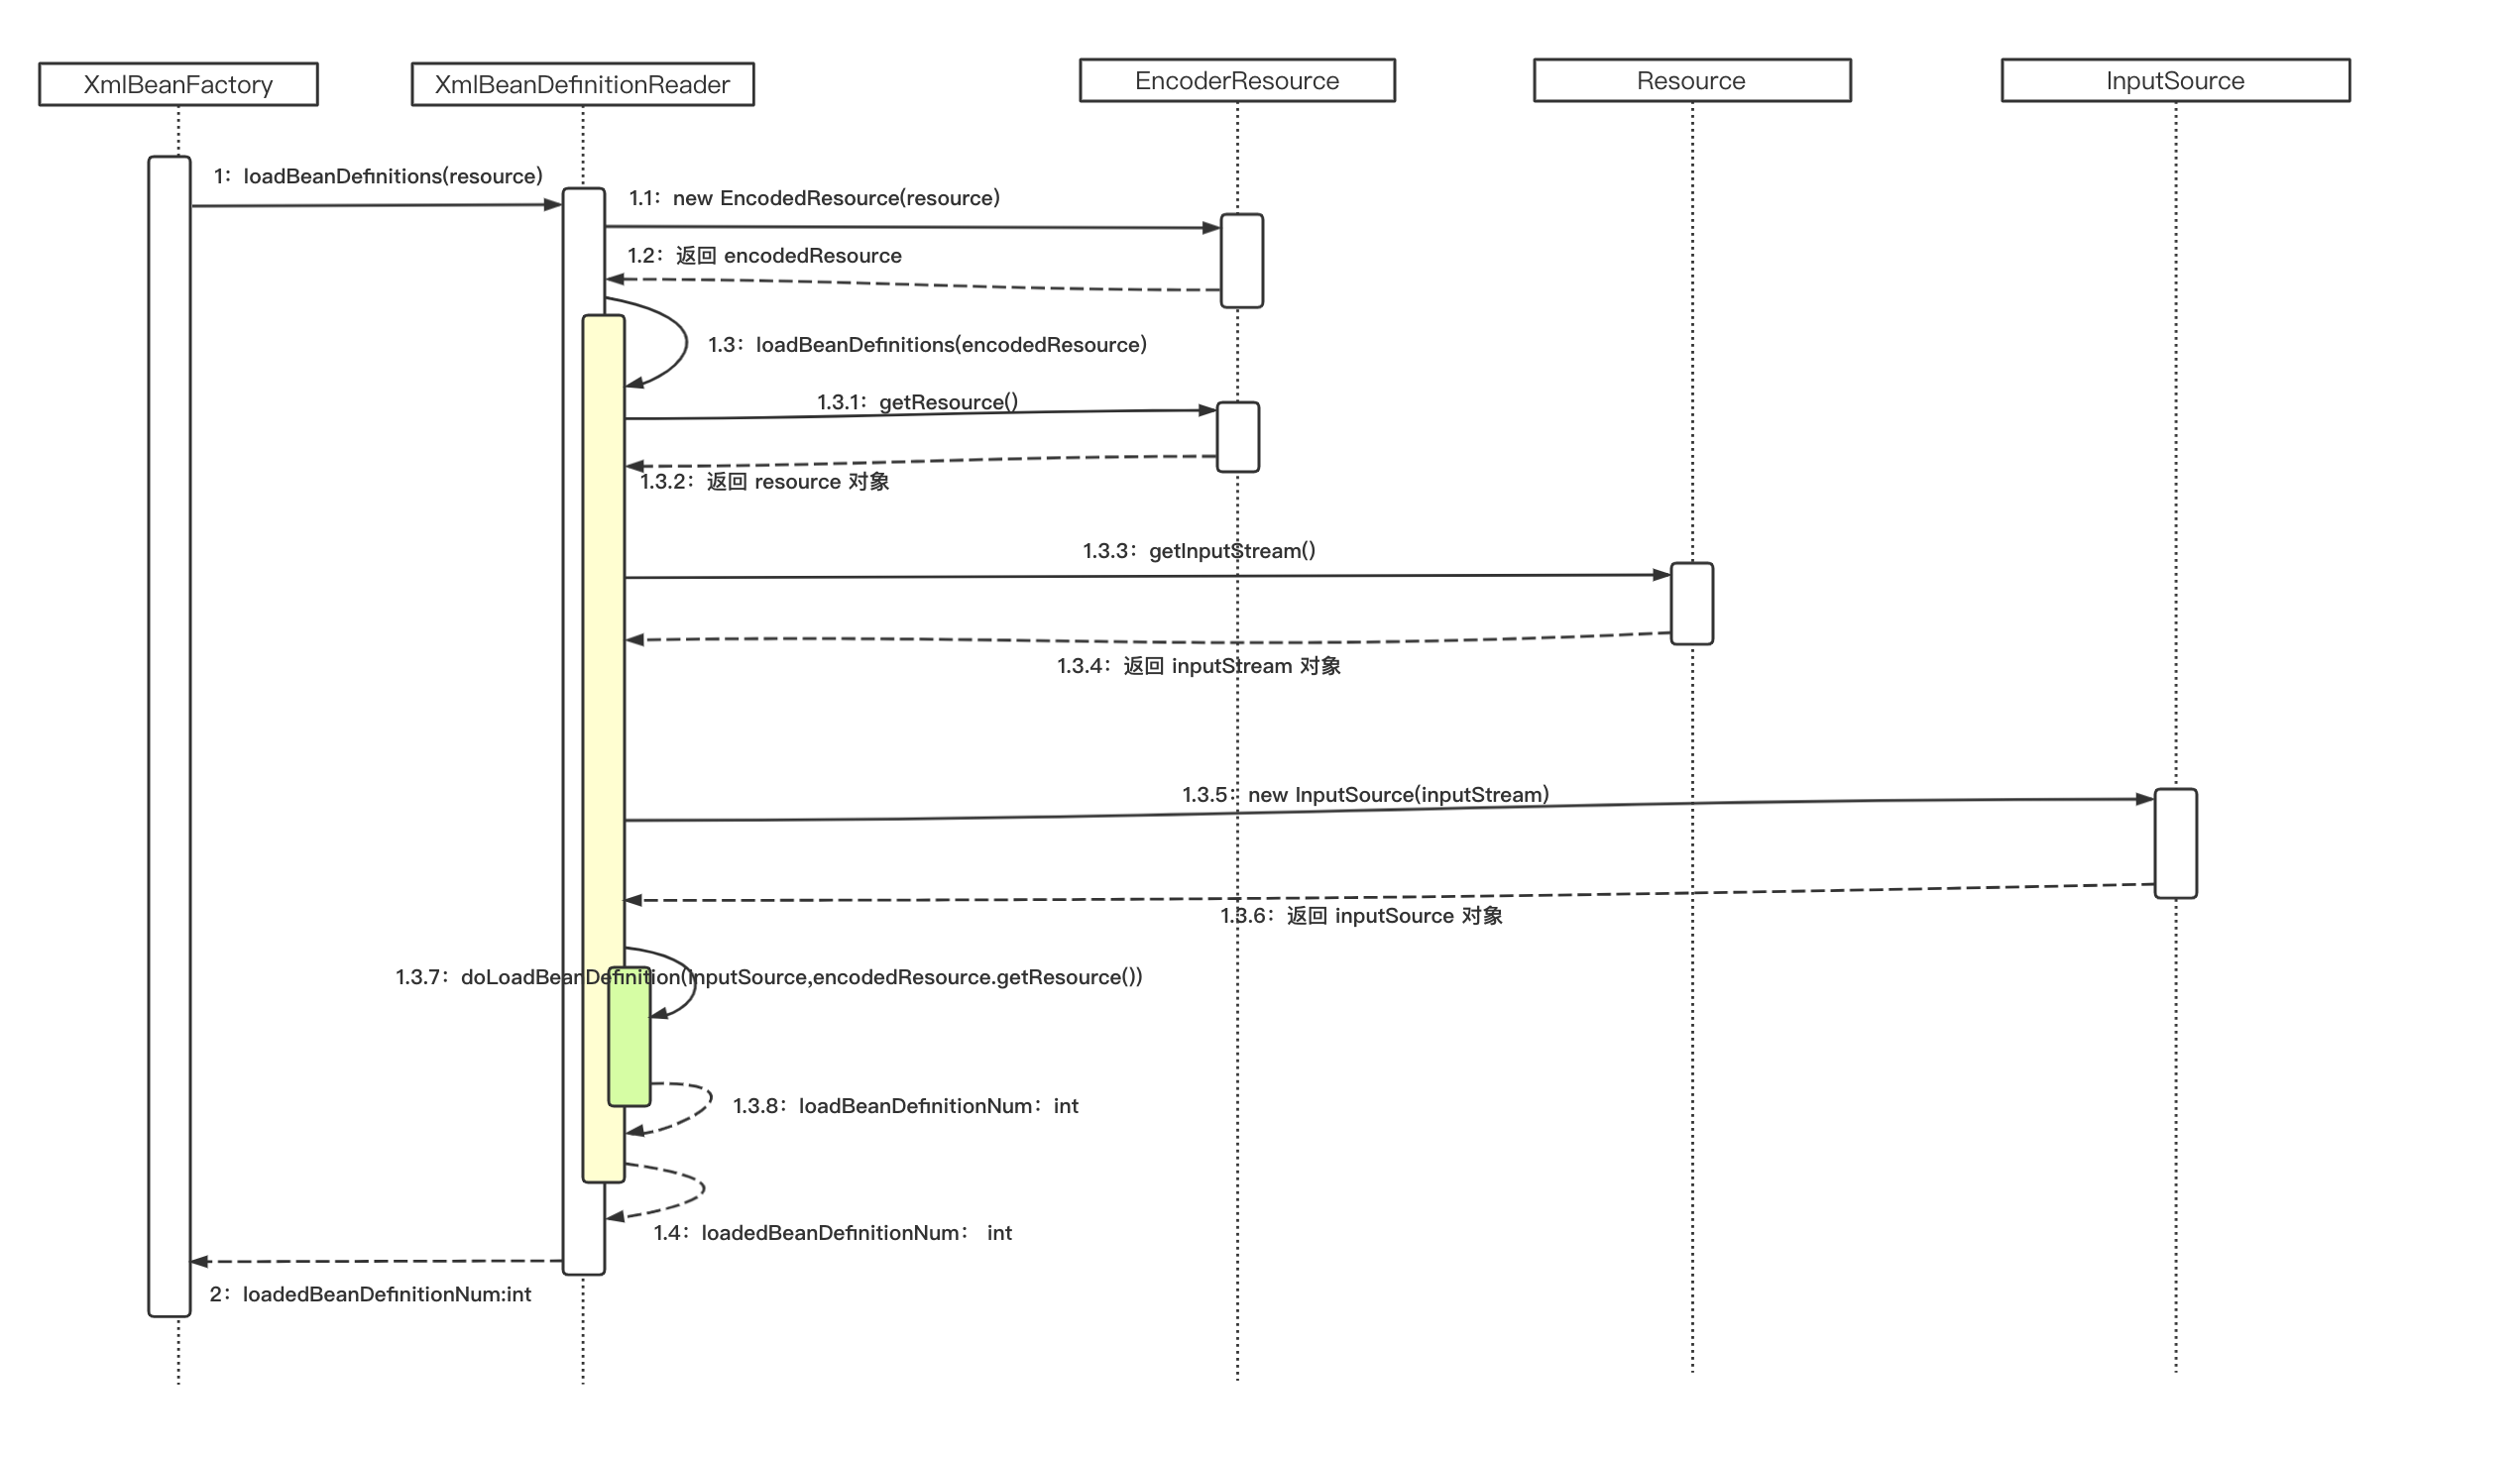 XmlBeanFactory
XmlBeanDefinitionReader
EncoderResource
Resource
InputSource
1：loadBeanDefinitions(resource)
1.1：new EncodedResource(resource)
1.2：返回 encodedResource
1.3：loadBeanDefinitions(encodedResource)
1.3.1：getResource()
1.3.2：返回 resource 对象
1.3.3：getInputStream()
1.3.4：返回 inputStream 对象
1.3.5：new InputSource(inputStream)
1.3.6：返回 inputSource 对象
1.3.7：doLoadBeanDefinition(inputSource,encodedResource.getResource())
1.3.8：loadBeanDefinitionNum：int
1.4：loadedBeanDefinitionNum： int
2：loadedBeanDefinitionNum:int